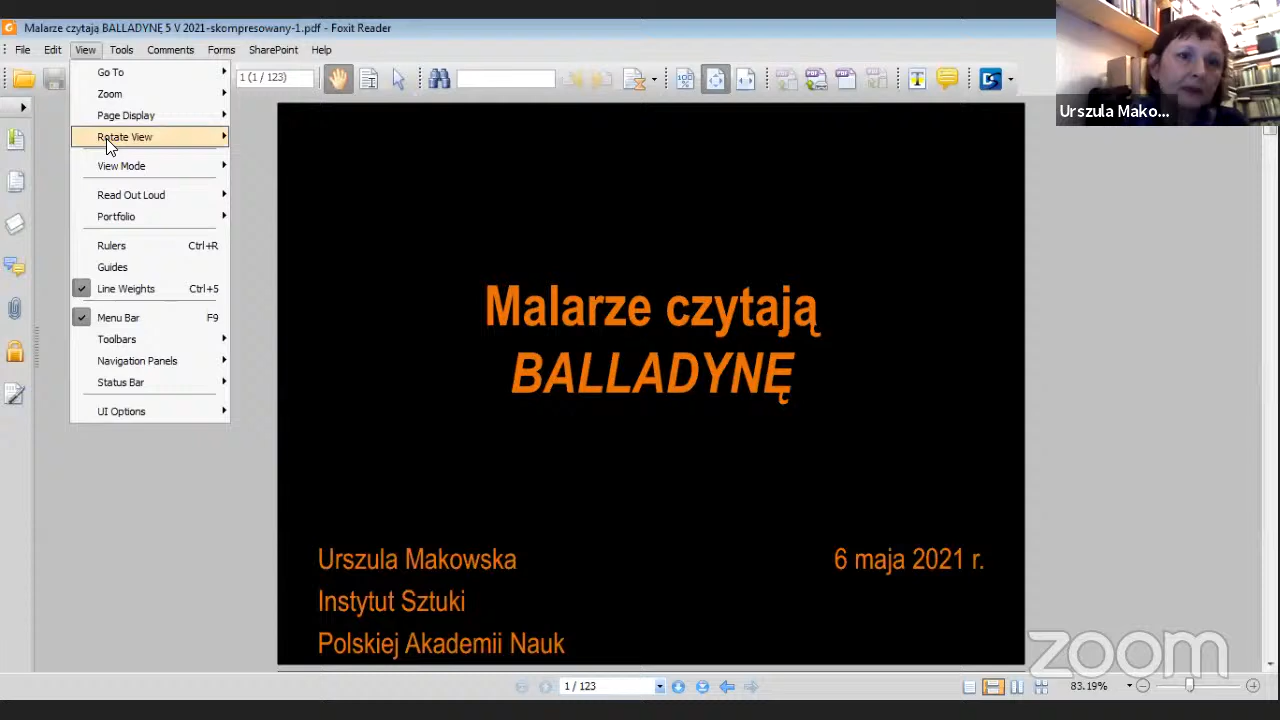 Malarze czytają BALLADYNĘ 5 V 2021-skompresowany-1.pdf - Foxit Reader
File Edit View Tools Comments Forms SharePoint Help
1 (1 / 123)
Go To
Zoom
Page Display
Rotate View
View Mode
Read Out Loud
Portfolio
Rulers Ctrl+R
Guides
Line Weights Ctrl+5
Menu Bar F9
Toolbars
Navigation Panels
Status Bar
UI Options
Urszula Mako...
Malarze czytają
BALLADYNĘ
Urszula Makowska 6 maja 2021 r.
Instytut Sztuki
Polskiej Akademii Nauk
zoom
1 / 123 83.19%